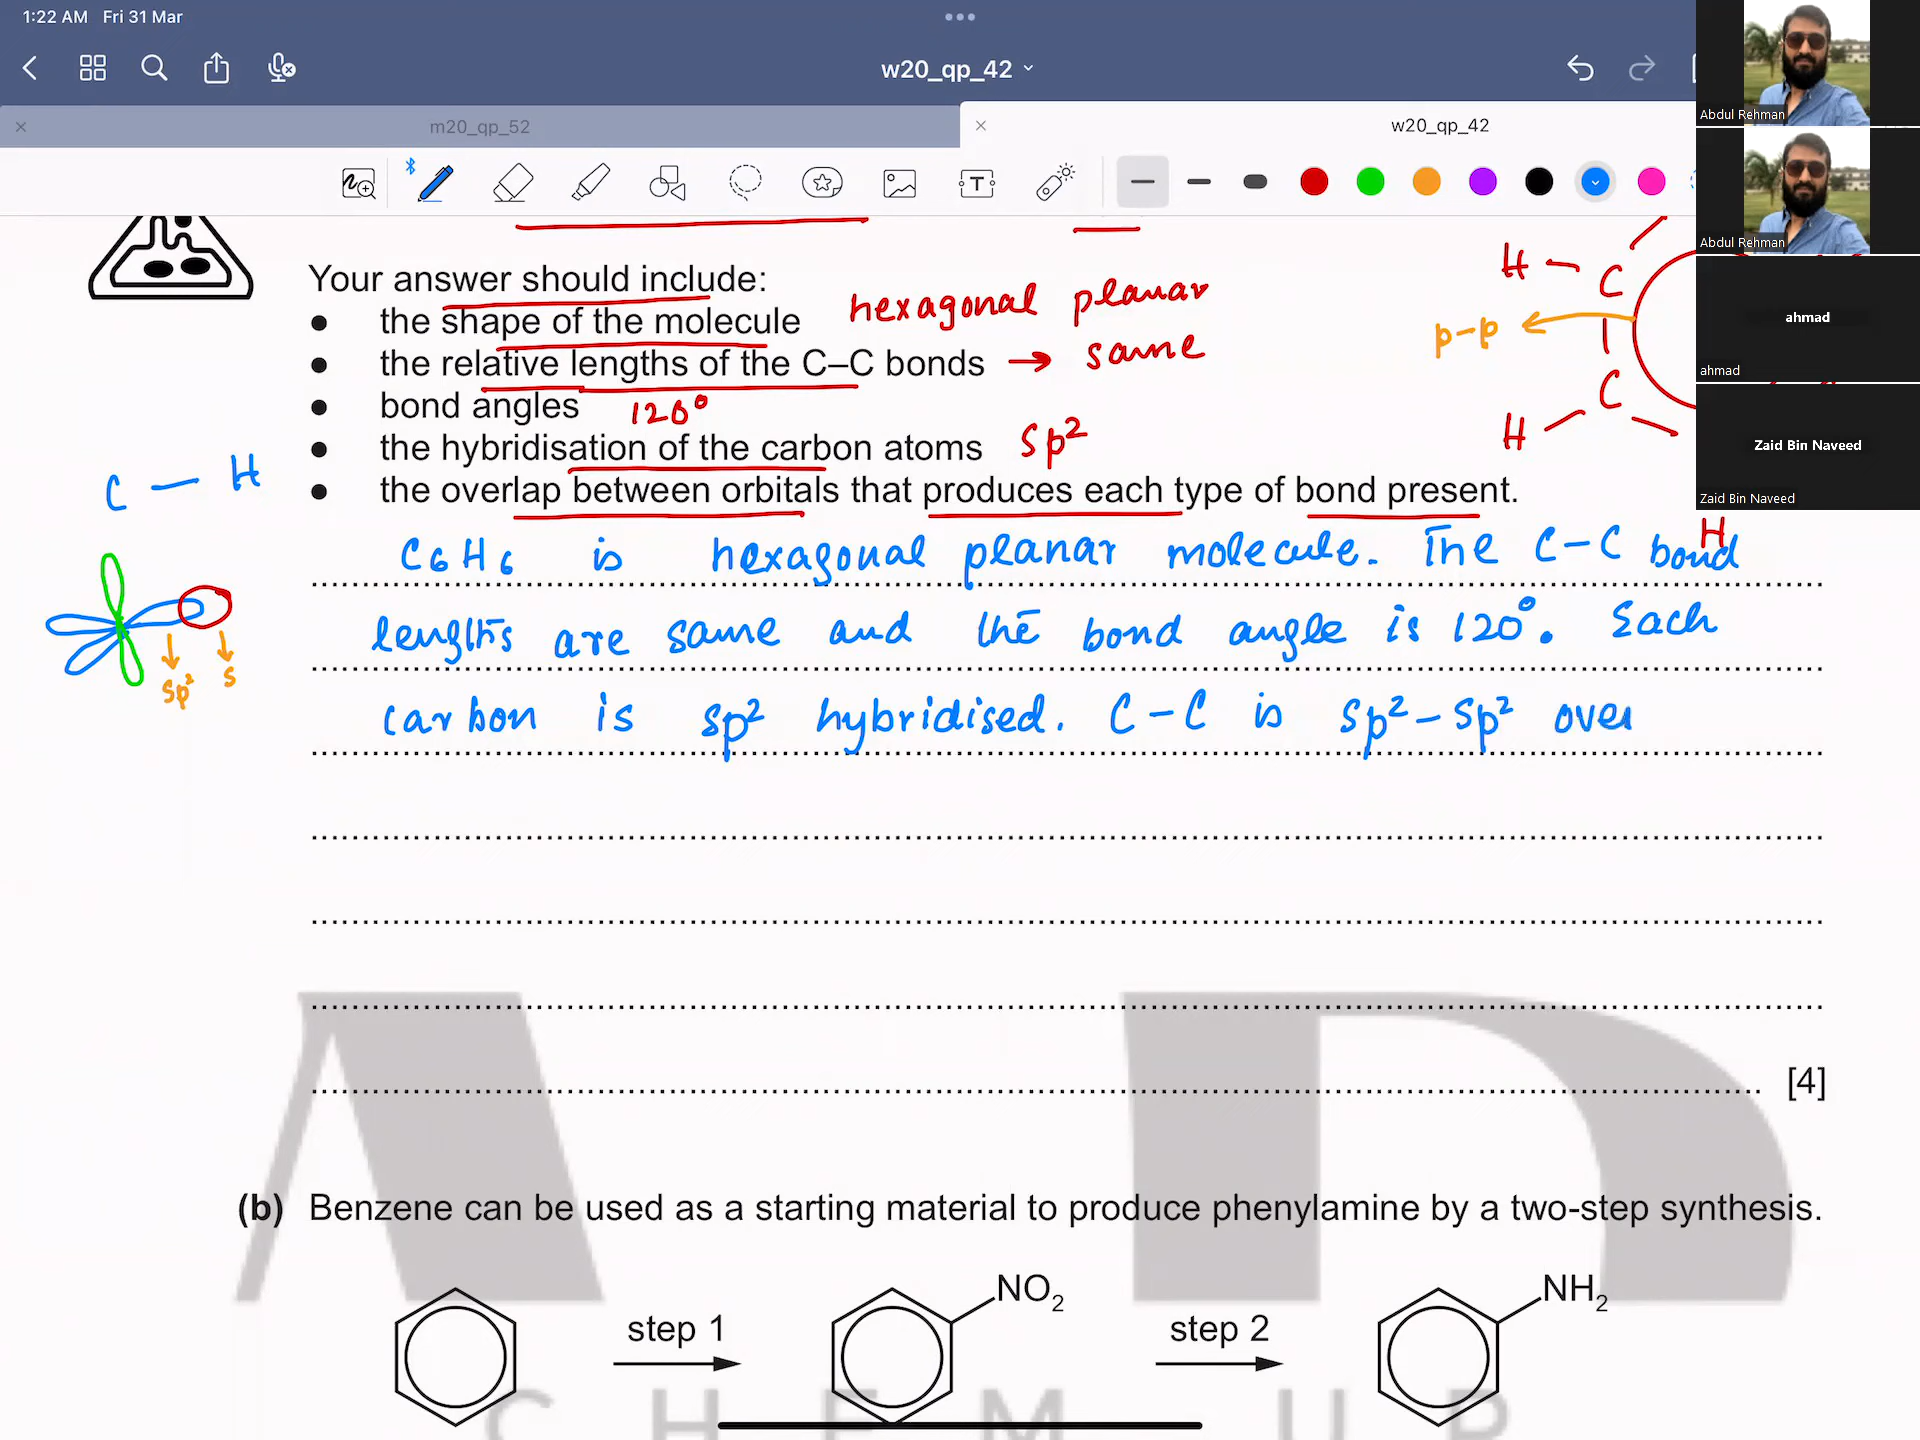 1:22 AM Fri 31 Mar
w20_qp_42
m20_qp_52
w20_qp_42
T
Abdul Rehman
Abdul Rehman
ahmad
ahmad
Zaid Bin Naveed
Zaid Bin Naveed
Your answer should include:
● the shape of the molecule hexagonal planar
● the relative lengths of the C–C bonds → same
● bond angles 120°
● the hybridisation of the carbon atoms sp²
● the overlap between orbitals that produces each type of bond present.
H – C
p-p
C
H
H
C – H
sp² s
C6H6 is hexagonal planar molecule. The C-C bond
lengths are same and the bond angle is 120°. Each
carbon is sp² hybridised. C-C is sp²-sp² over
[4]
(b) Benzene can be used as a starting material to produce phenylamine by a two-step synthesis.
NO2
NH2
step 1
step 2
CHEM UP